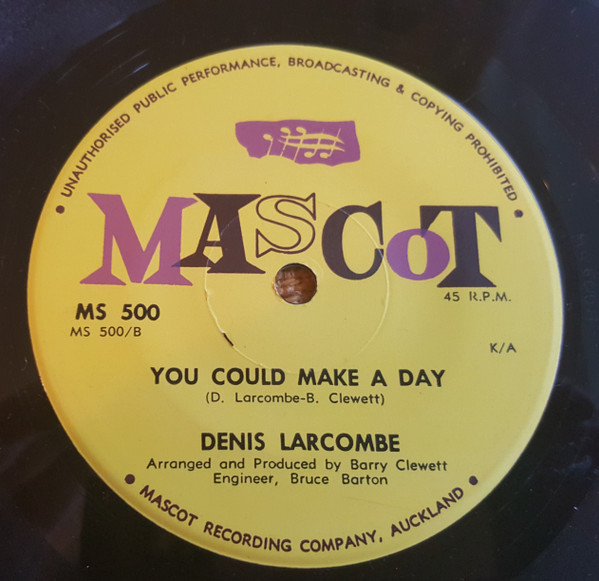 • UNAUTHORISED PUBLIC PERFORMANCE, BROADCASTING & COPYING PROHIBITED •
MASCoT
45 R.P.M.
MS 500
MS 500/B
K/A
YOU COULD MAKE A DAY
(D. Larcombe-B. Clewett)
DENIS LARCOMBE
Arranged and Produced by Barry Clewett
Engineer, Bruce Barton
• MASCOT RECORDING COMPANY, AUCKLAND •